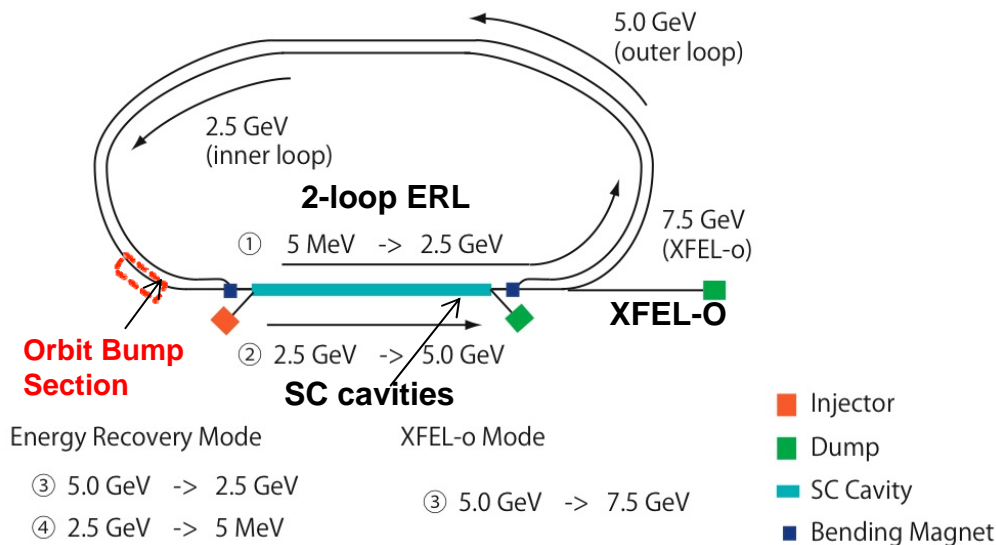 5.0 GeV
(outer loop)
2.5 GeV
(inner loop)
2-loop ERL
① 5 MeV -> 2.5 GeV
7.5 GeV
(XFEL-o)
XFEL-O
② 2.5 GeV -> 5.0 GeV
Orbit Bump
Section
SC cavities
Energy Recovery Mode
③ 5.0 GeV -> 2.5 GeV
④ 2.5 GeV -> 5 MeV
XFEL-o Mode
③ 5.0 GeV -> 7.5 GeV
Injector
Dump
SC Cavity
Bending Magnet